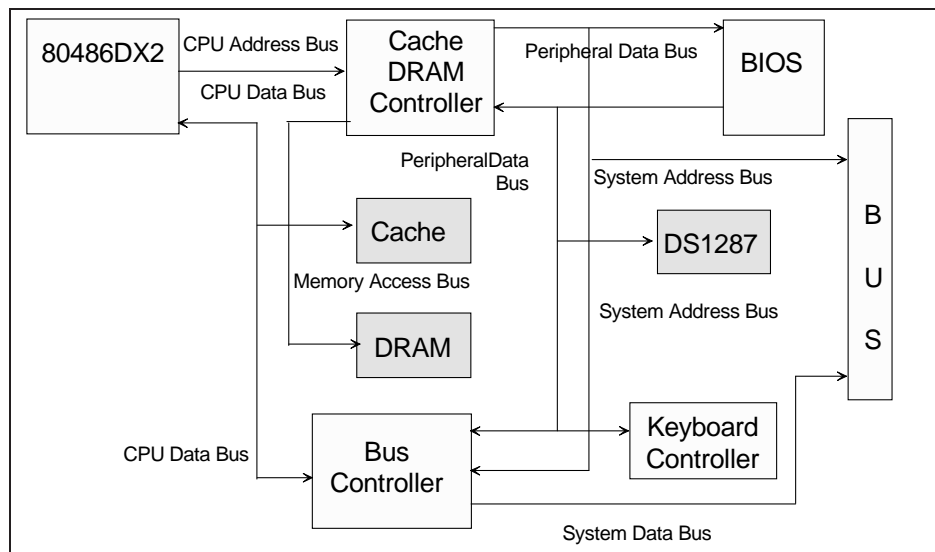 80486DX2
CPU Address Bus
CPU Data Bus
Cache
DRAM
Controller
Peripheral Data Bus
BIOS
PeripheralData
Bus
System Address Bus
B
U
S
Cache
DS1287
Memory Access Bus
System Address Bus
DRAM
CPU Data Bus
Bus
Controller
Keyboard
Controller
System Data Bus